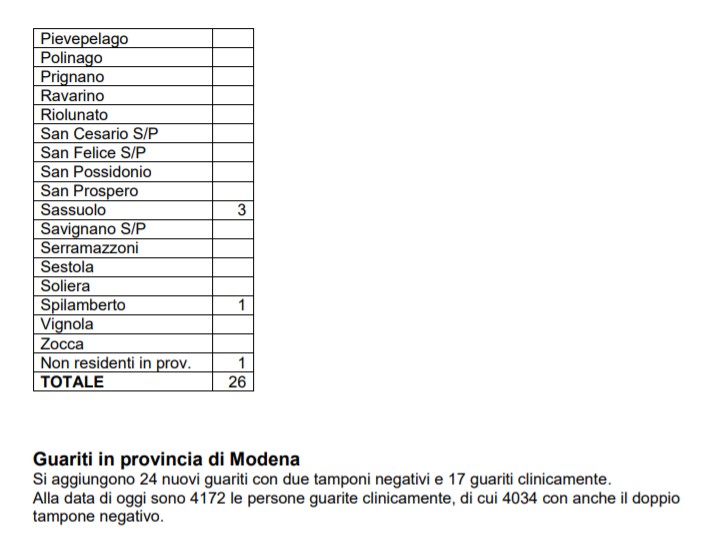 Pievepelago
Polinago
Prignano
Ravarino
Riolunato
San Cesario S/P
San Felice S/P
San Possidonio
San Prospero
Sassuolo 3
Savignano S/P
Serramazzoni
Sestola
Soliera
Spilamberto 1
Vignola
Zocca
Non residenti in prov. 1
TOTALE 26
Guariti in provincia di Modena
Si aggiungono 24 nuovi guariti con due tamponi negativi e 17 guariti clinicamente.
Alla data di oggi sono 4172 le persone guarite clinicamente, di cui 4034 con anche il doppio
tampone negativo.